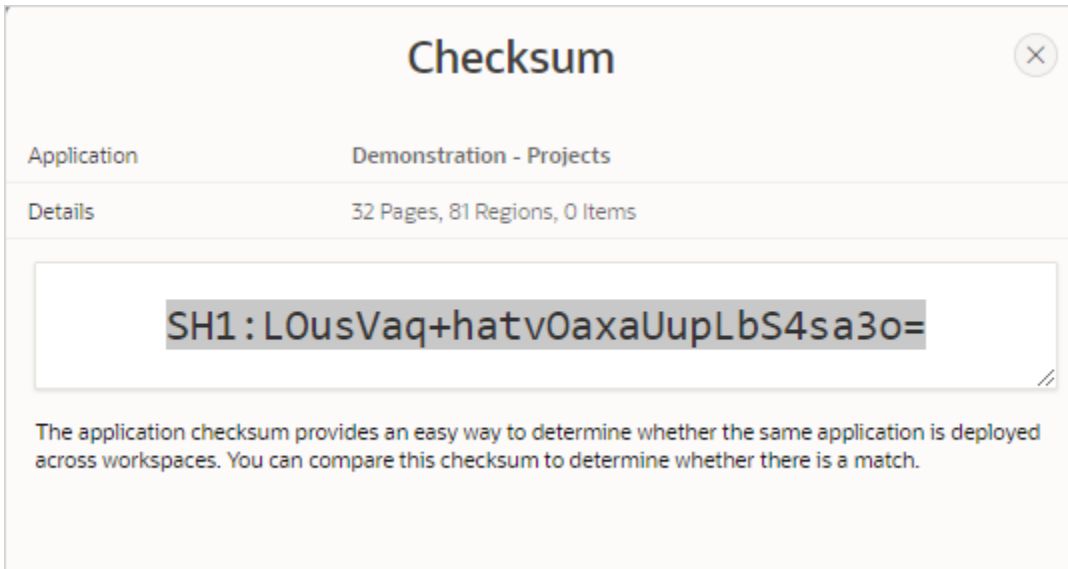 Checksum
Application Demonstration - Projects
Details 32 Pages, 81 Regions, 0 Items
SH1:LOusVaq+hatvOaxaUupLbS4sa3o=
The application checksum provides an easy way to determine whether the same application is deployed
across workspaces. You can compare this checksum to determine whether there is a match.